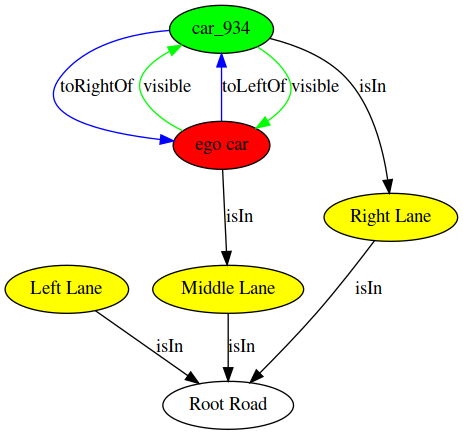 car_934
toRightOf
visible
toLeftOf
visible
isIn
ego car
isIn
Right Lane
Left Lane
Middle Lane
isIn
isIn
isIn
Root Road